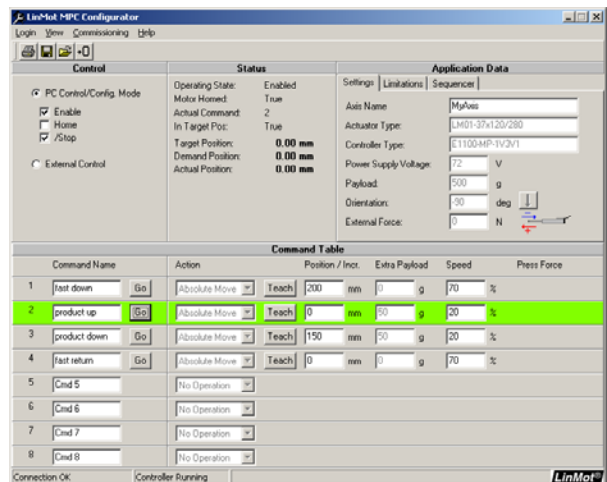 LinMot MPC Configurator
Login View Commissioning Help
Control
PC Control/Config. Mode
Enable
Home
/Stop
External Control
Status
Operating State: Enabled
Motor Homed: True
Actual Command: 2
In Target Pos: True
Target Position: 0.00 mm
Demand Position: 0.00 mm
Actual Position: 0.00 mm
Application Data
Settings Limitations Sequencer
Axis Name MyAxis
Actuator Type: LM01-37x120/280
Controller Type: E1100-MP-1V3V1
Power Supply Voltage: 72 V
Payload: 500 g
Orientation: -90 deg
External Force: 0 N
Command Table
Command Name Action Position / Incr. Extra Payload Speed Press Force
1 fast down Go Absolute Move Teach 200 mm 0 g 70 %
2 product up Go Absolute Move Teach 0 mm 50 g 20 %
3 product down Go Absolute Move Teach 150 mm 50 g 20 %
4 fast return Go Absolute Move Teach 0 mm 0 g 70 %
5 Cmd 5 No Operation
6 Cmd 6 No Operation
7 Cmd 7 No Operation
8 Cmd 8 No Operation
Connection OK Controller Running LinMot®